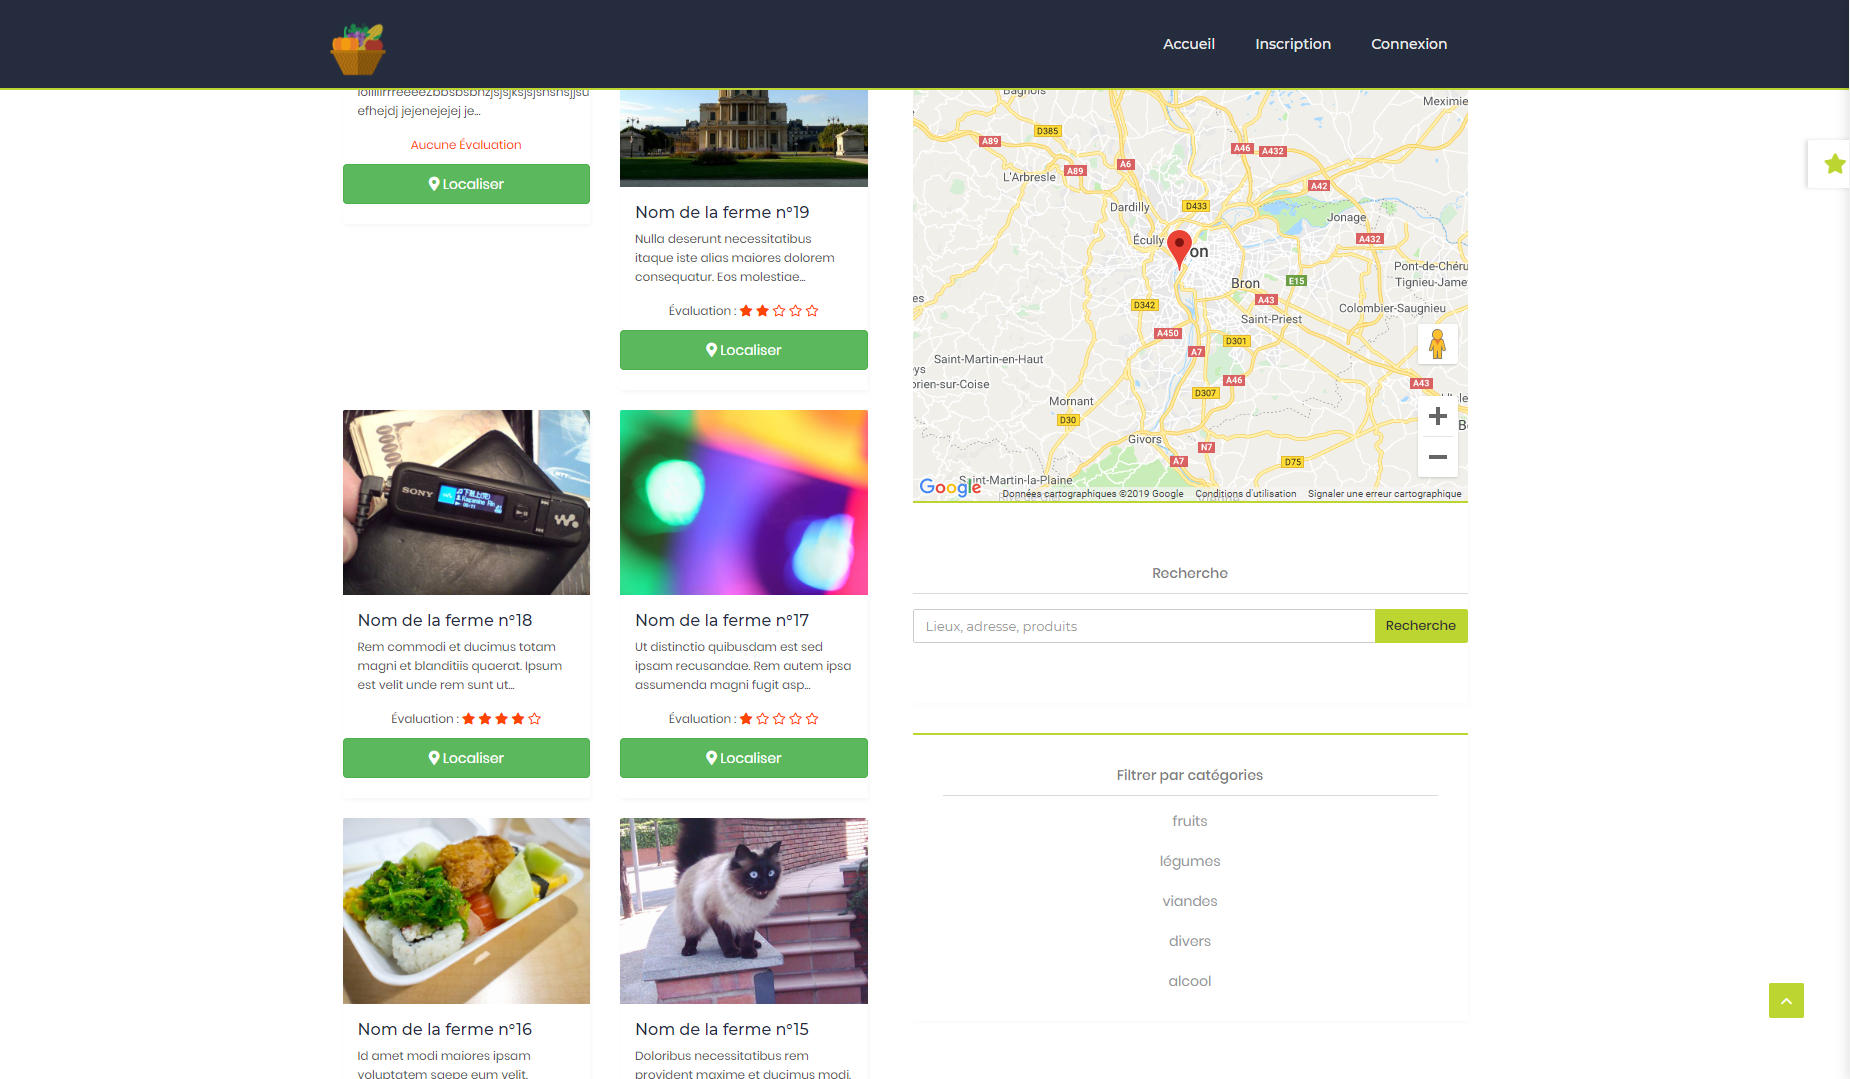 Accueil
Inscription
Connexion
efhejdj jejenejejej je...
Aucune Évaluation
Localiser
Nom de la ferme n°19
Nulla deserunt necessitatibus
itaque iste alias maiores dolorem
consequatur. Eos molestiae...
Évaluation :
Localiser
SONY
Nom de la ferme n°18
Rem commodi et ducimus totam
magni et blanditiis quaerat. Ipsum
est velit unde rem sunt ut...
Évaluation :
Localiser
Nom de la ferme n°17
Ut distinctio quibusdam est sed
ipsam recusandae. Rem autem ipsa
assumenda magni fugit asp...
Évaluation :
Localiser
Nom de la ferme n°16
Id amet modi maiores ipsam
voluptatem saepe eum velit.
Nom de la ferme n°15
Doloribus necessitatibus rem
provident maxime et ducimus modi.
Bagnols
Meximie
D385
A89
A46
A432
A6
A89
L'Arbresle
A42
Dardilly
D433
Jonage
Écully
A432
on
Pont-de-Chéru
Bron
E15
Tignieu-Jame
es
A43
D342
Colombier-Saugnieu
Saint-Priest
A450
D301
A7
Saint-Martin-en-Haut
ys
A46
orien-sur-Coise
A43
D307
Mornant
D30
Givors
N7
A7
D75
Saint-Martin-la-Plaine
Google
Données cartographiques ©2019 Google
Conditions d'utilisation
Signaler une erreur cartographique
Recherche
Lieux, adresse, produits
Recherche
Filtrer par catégories
fruits
légumes
viandes
divers
alcool